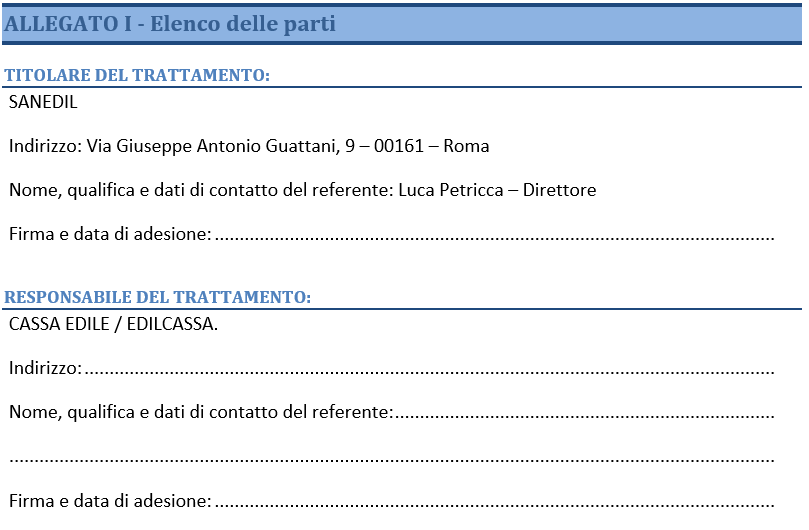 ALLEGATO I - Elenco delle parti
TITOLARE DEL TRATTAMENTO:
SANEDIL
Indirizzo: Via Giuseppe Antonio Guattani, 9 – 00161 – Roma
Nome, qualifica e dati di contatto del referente: Luca Petricca – Direttore
Firma e data di adesione: ................................................................................................................
RESPONSABILE DEL TRATTAMENTO:
CASSA EDILE / EDILCASSA.
Indirizzo: ..........................................................................................................................................
Nome, qualifica e dati di contatto del referente: ............................................................................
.........................................................................................................................................................
Firma e data di adesione: ................................................................................................................